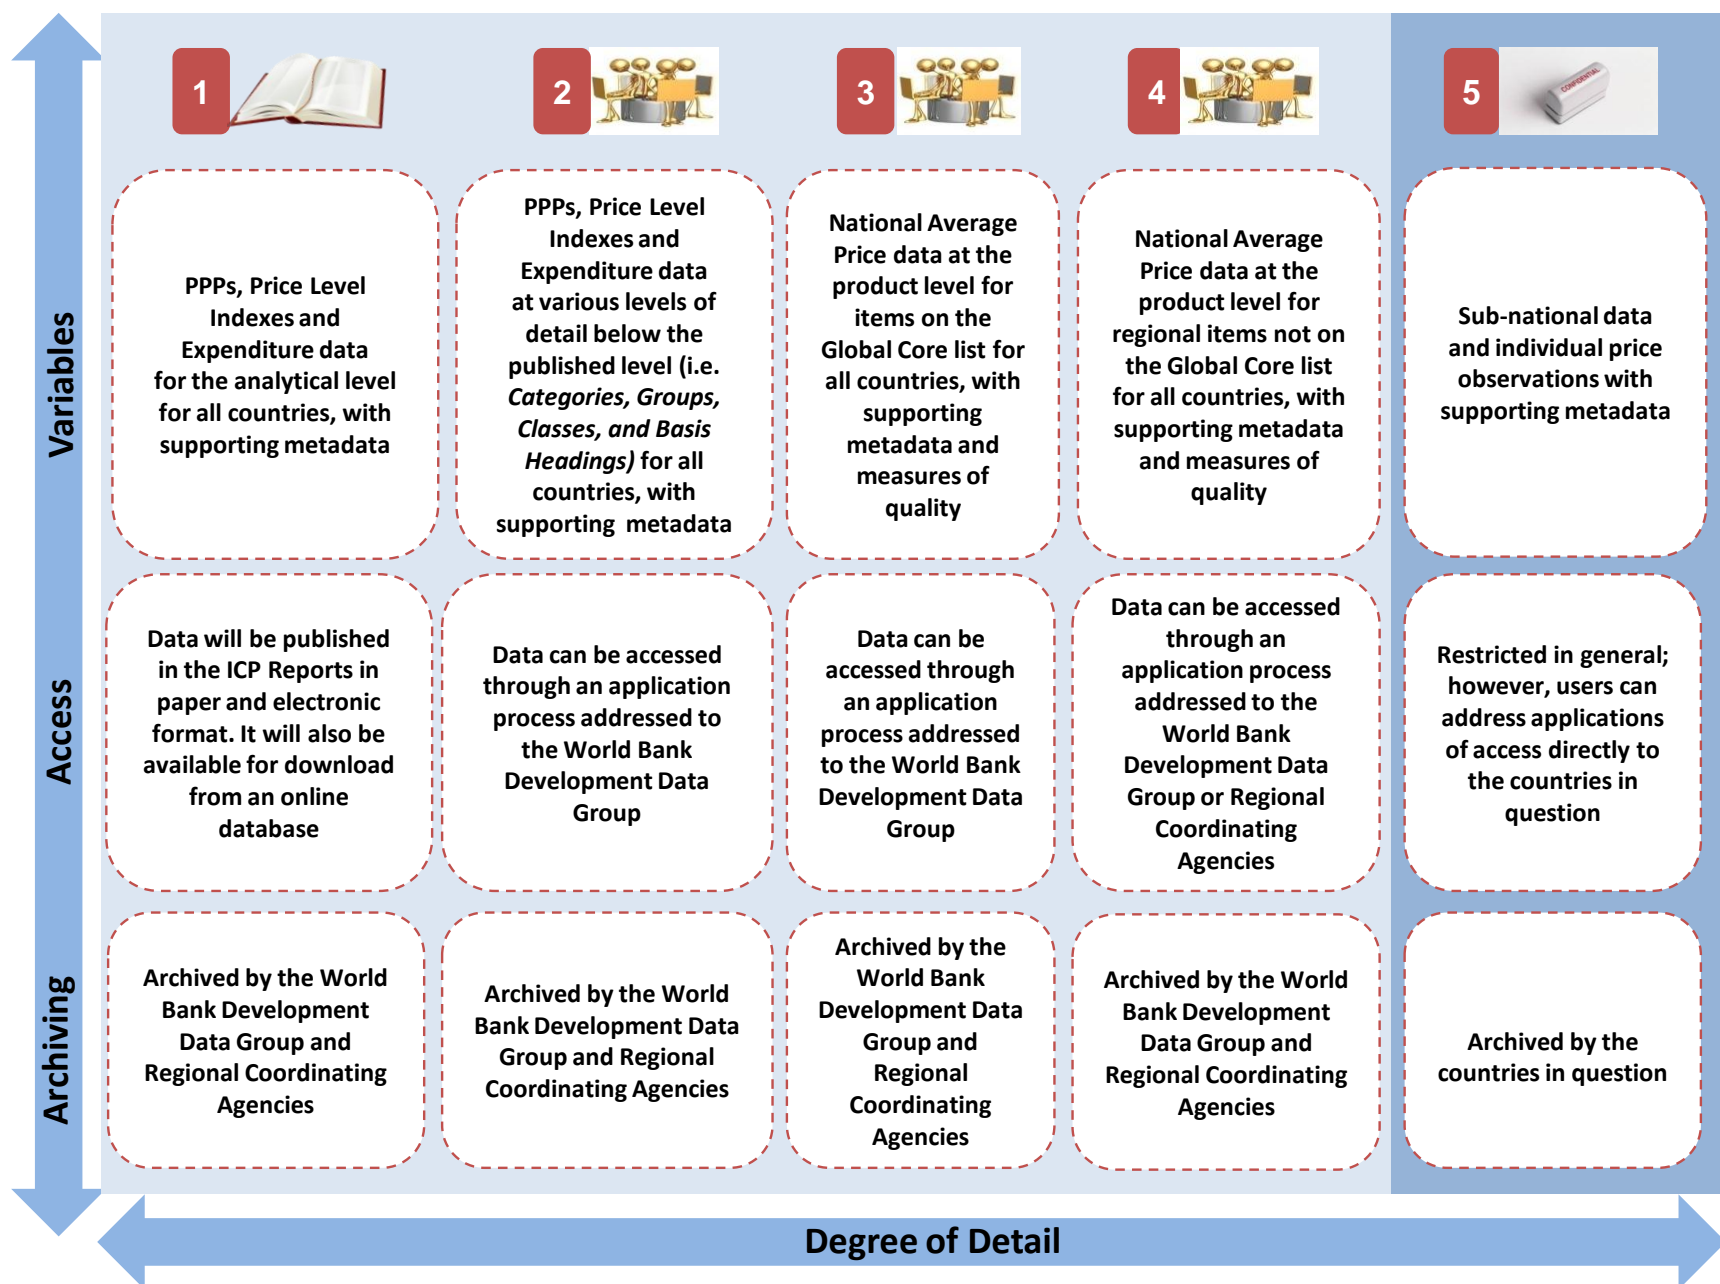 1
2
3
4
5
CONFIDENTIAL
Variables
PPPs, Price Level
Indexes and
Expenditure data
for the analytical level
for all countries, with
supporting metadata
PPPs, Price Level
Indexes and
Expenditure data
at various levels of
detail below the
published level (i.e.
Categories, Groups,
Classes, and Basis
Headings) for all
countries, with
supporting metadata
National Average
Price data at the
product level for
items on the
Global Core list for
all countries, with
supporting
metadata and
measures of
quality
National Average
Price data at the
product level for
regional items not on
the Global Core list
for all countries, with
supporting metadata
and measures of
quality
Sub-national data
and individual price
observations with
supporting metadata
Access
Data will be published
in the ICP Reports in
paper and electronic
format. It will also be
available for download
from an online
database
Data can be accessed
through an application
process addressed to
the World Bank
Development Data
Group
Data can be
accessed through
an application
process addressed
to the World Bank
Development Data
Group
Data can be accessed
through an
application process
addressed to the
World Bank
Development Data
Group or Regional
Coordinating
Agencies
Restricted in general;
however, users can
address applications
of access directly to
the countries in
question
Archiving
Archived by the World
Bank Development
Data Group and
Regional Coordinating
Agencies
Archived by the World
Bank Development Data
Group and Regional
Coordinating Agencies
Archived by the
World Bank
Development Data
Group and
Regional
Coordinating
Agencies
Archived by the World
Bank Development
Data Group and
Regional Coordinating
Agencies
Archived by the
countries in question
Degree of Detail